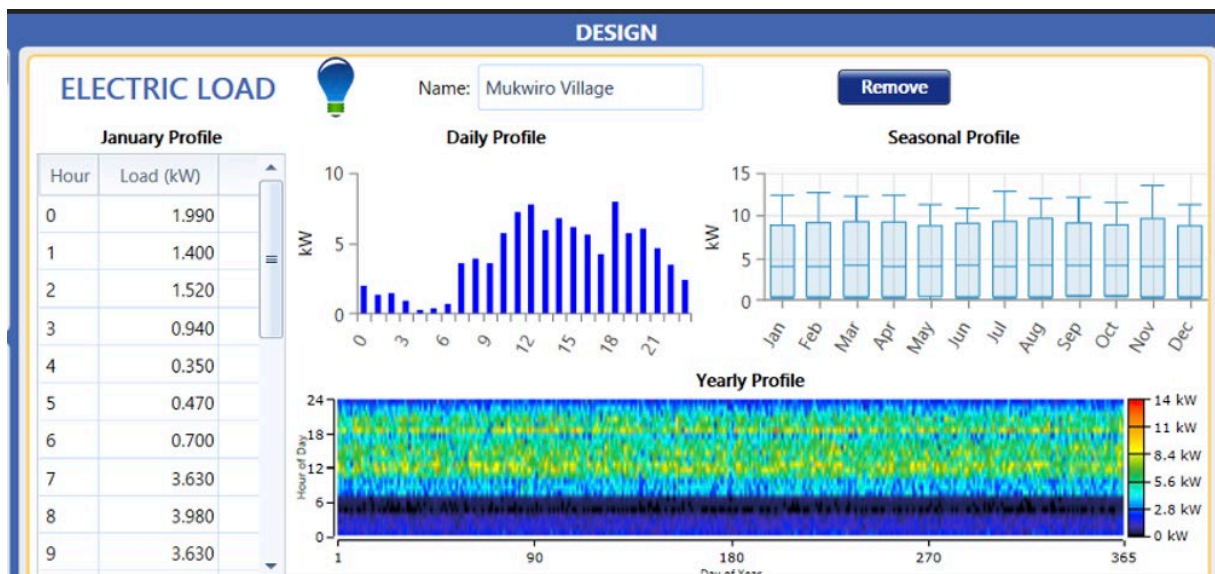 DESIGN
ELECTRIC LOAD
Name: Mukwiro Village
Remove
January Profile
Hour Load (kW)
0 1.990
1 1.400
2 1.520
3 0.940
4 0.350
5 0.470
6 0.700
7 3.630
8 3.980
9 3.630
Daily Profile
kW
10
5
0
0 3 6 9 12 15 18 21
Seasonal Profile
kW
15
10
5
0
Jan Feb Mar Apr May Jun Jul Aug Sep Oct Nov Dec
Yearly Profile
Hour of Day
24
18
12
6
0
1 90 180 270 365
Day of Year
14 kW
11 kW
8.4 kW
5.6 kW
2.8 kW
0 kW